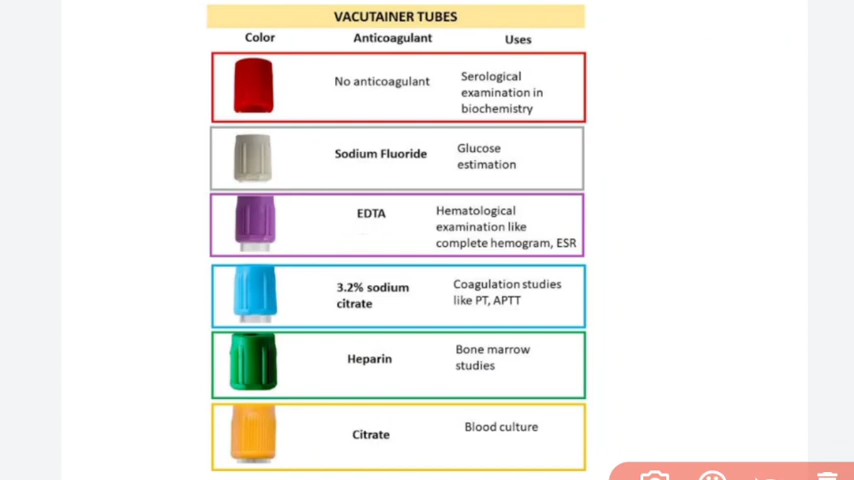 VACUTAINER TUBES
Color Anticoagulant Uses
No anticoagulant
Serological
examination in
biochemistry
Sodium Fluoride
Glucose
estimation
EDTA
Hematological
examination like
complete hemogram, ESR
3.2% sodium
citrate
Coagulation studies
like PT, APTT
Heparin
Bone marrow
studies
Citrate
Blood culture